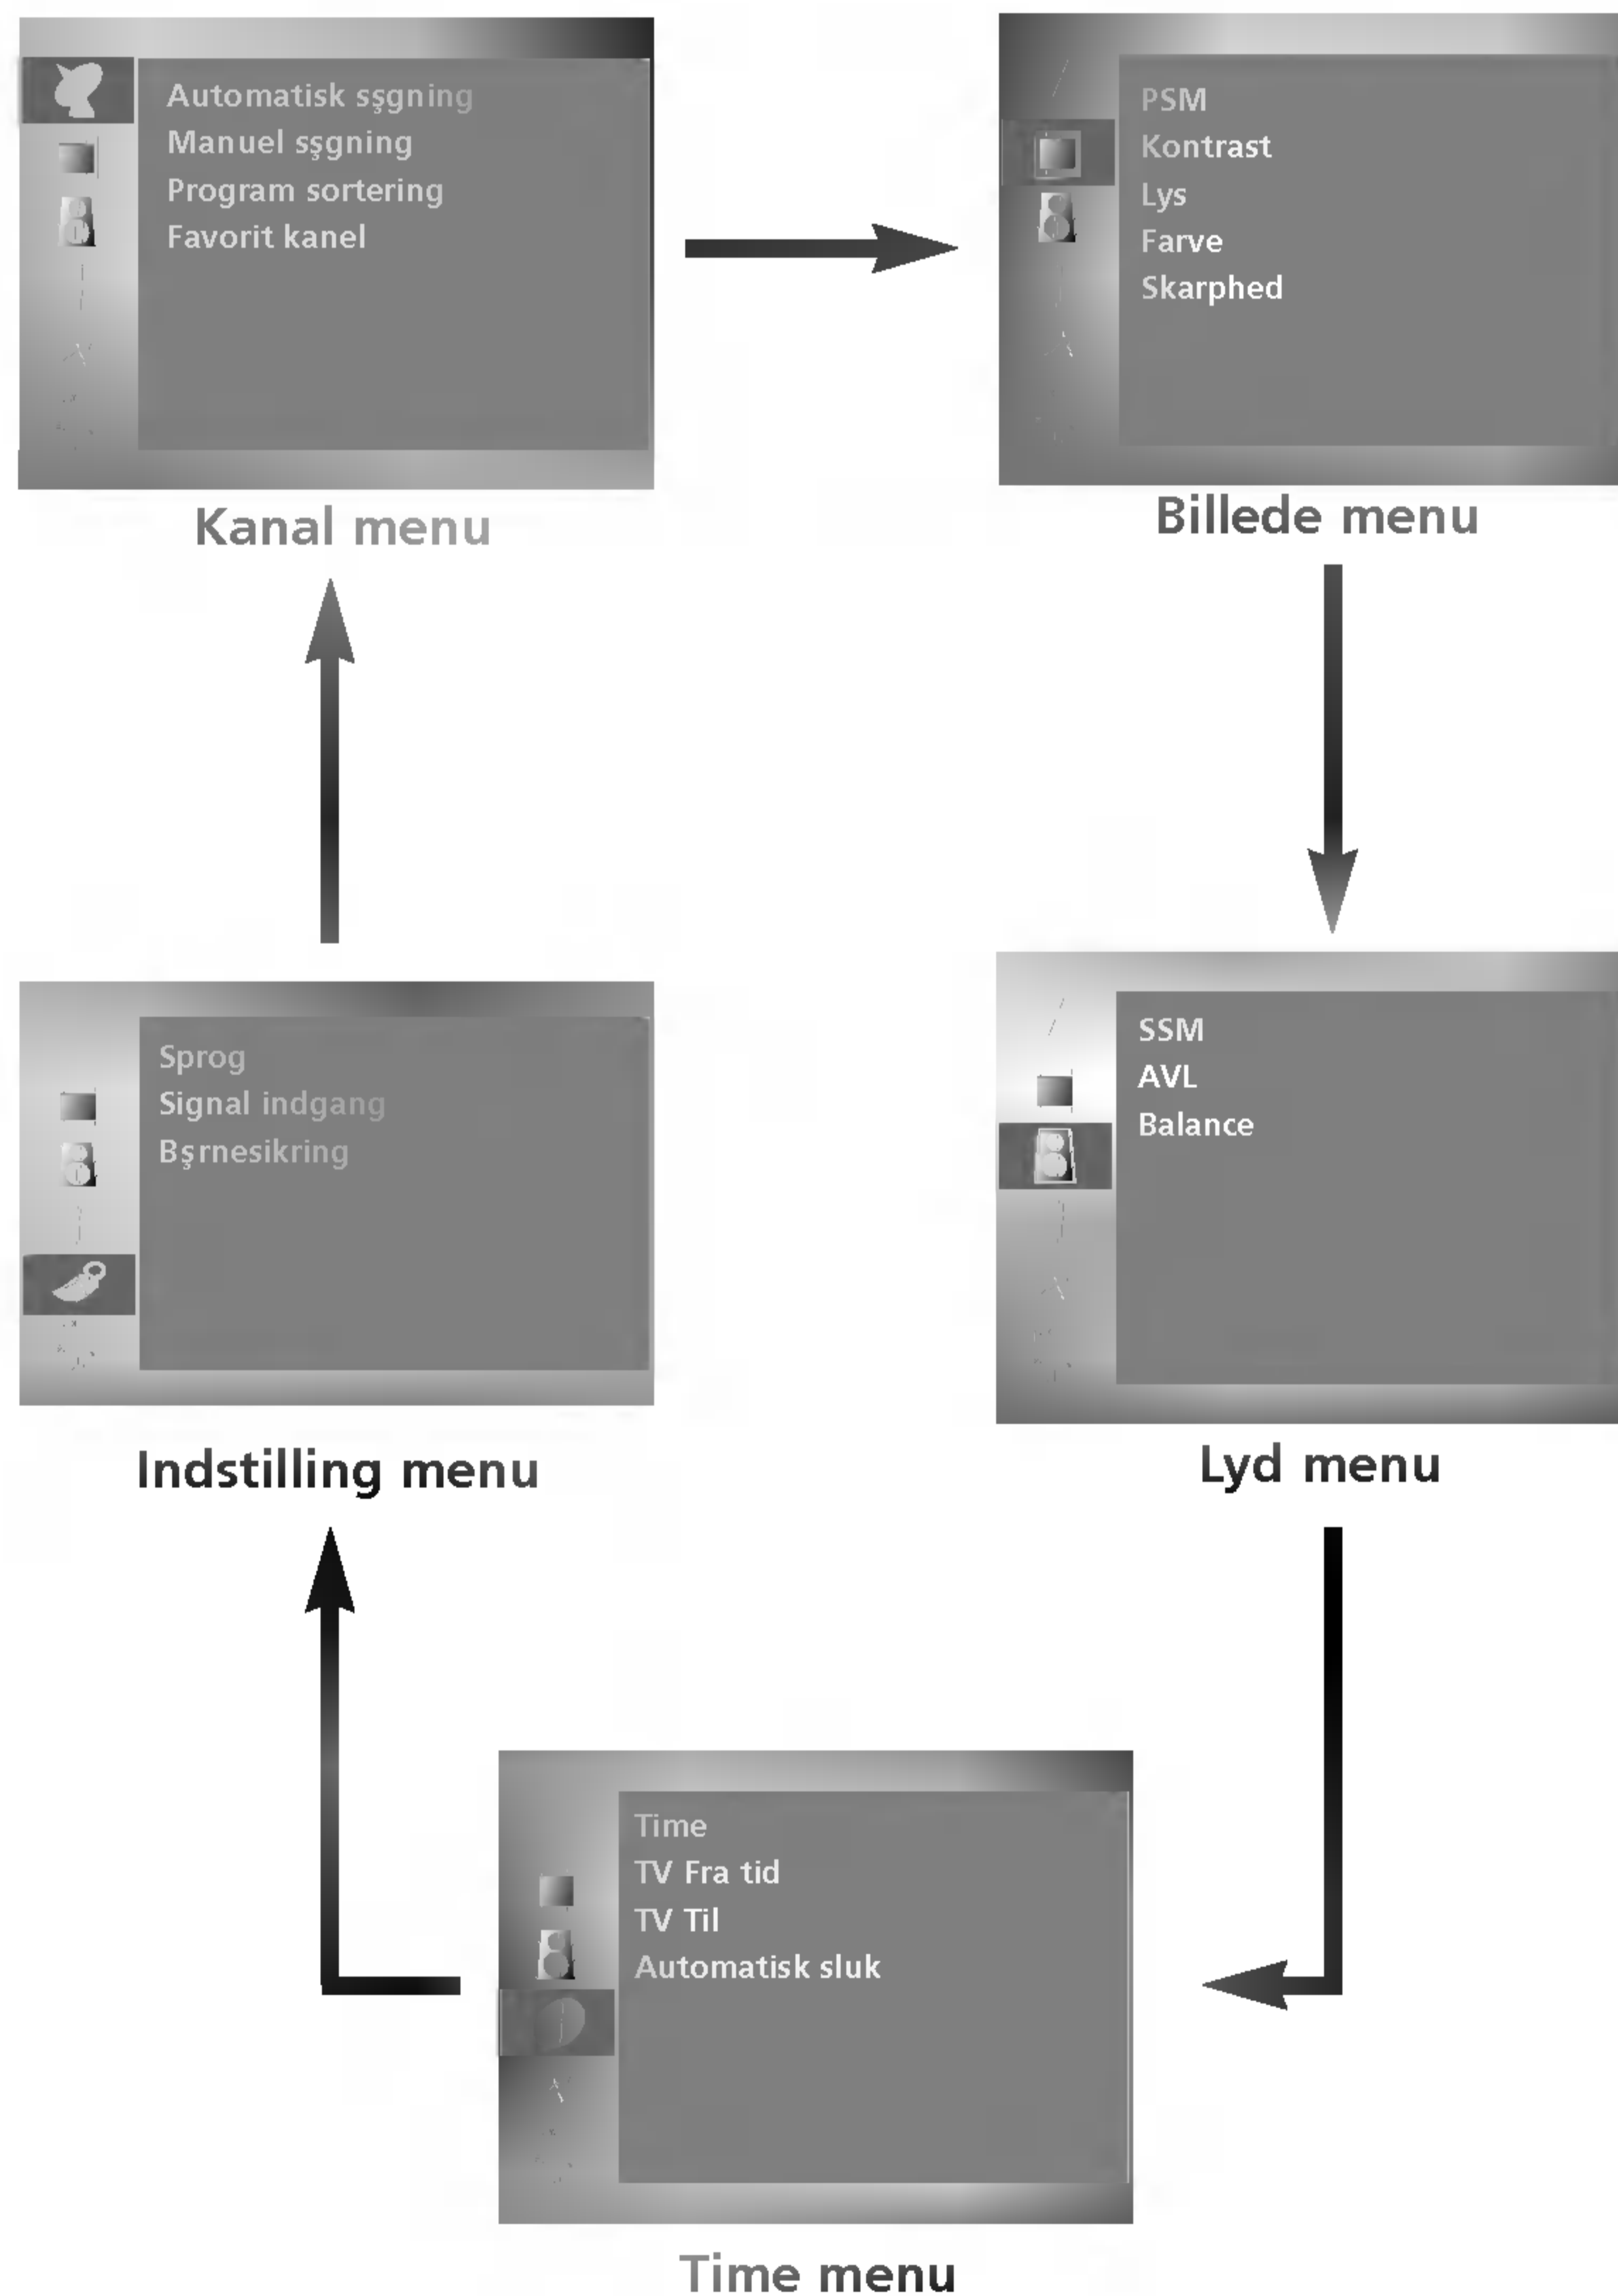 Automatisk sşgning
Manuel sşgning
Program sortering
Favorit kanel
Kanal menu
PSM
Kontrast
Lys
Farve
Skarphed
Billede menu
Sprog
Signal indgang
Bşrnesikring
Indstilling menu
SSM
AVL
Balance
Lyd menu
Time
TV Fra tid
TV Til
Automatisk sluk
Time menu